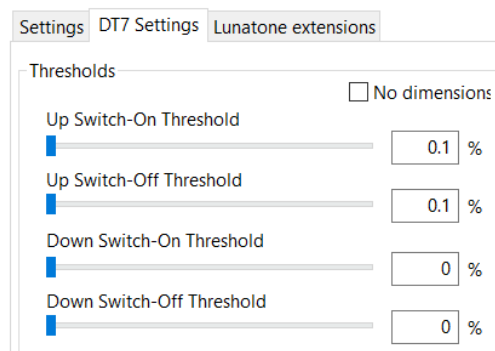 Settings DT7 Settings Lunatone extensions
Thresholds
No dimensions
Up Switch-On Threshold
0.1 %
Up Switch-Off Threshold
0.1 %
Down Switch-On Threshold
0 %
Down Switch-Off Threshold
0 %